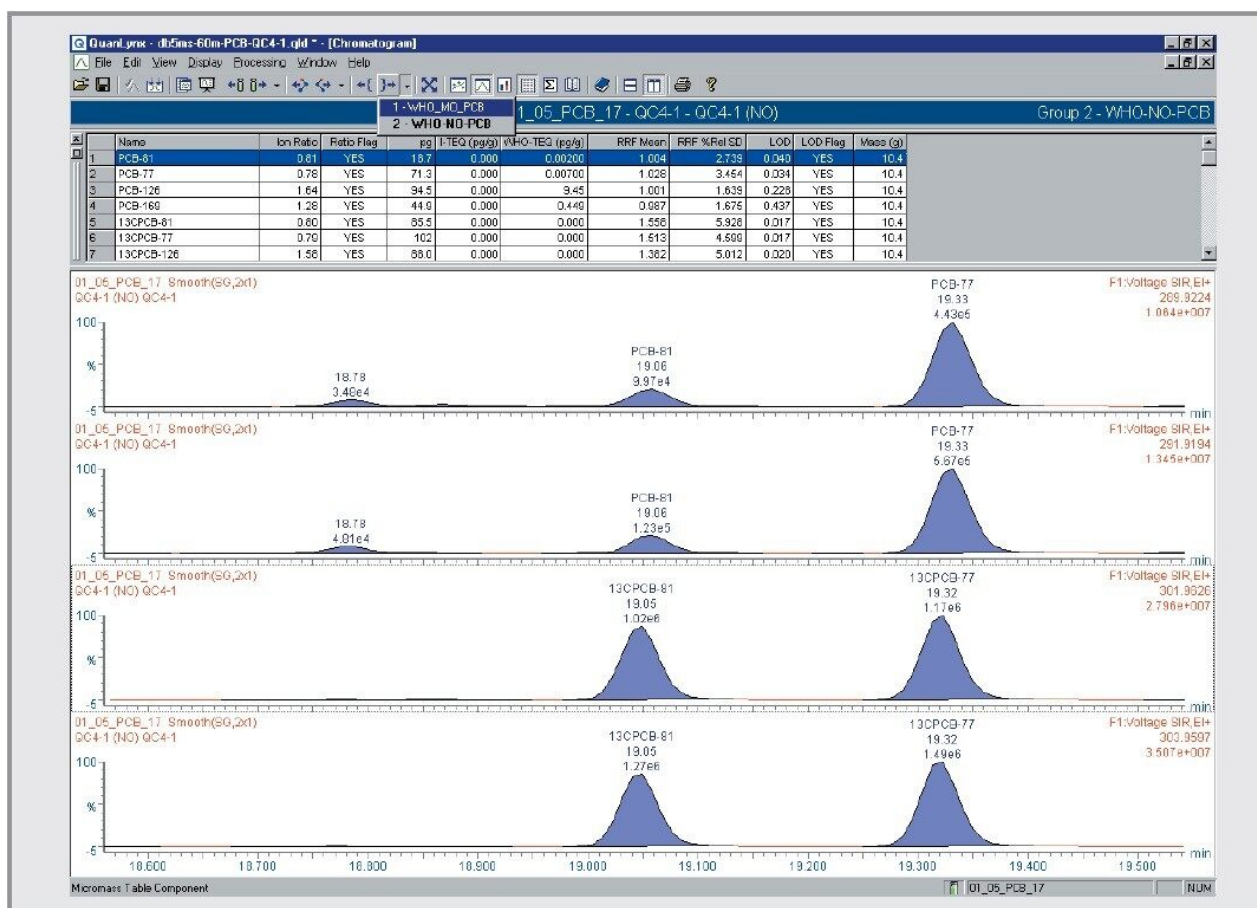 QuanLynx - db5ms-60m-PCB-QC4-1.qld * - [Chromatogram]
File Edit View Display Processing Window Help
1 - WHO_MO_PCB
2 - WHO-NO-PCB
1_05_PCB_17 - QC4-1 - QC4-1 (NO) Group 2 - WHO-NO-PCB
Name Ion Ratio Ratio Flag pg I-TEQ (pg/g) WHO-TEQ (pg/g) RRF Mean RRF %Rel SD LOD LOD Flag Mass (g)
1 PCB-81 0.81 YES 18.7 0.000 0.00200 1.004 2.739 0.040 YES 10.4
2 PCB-77 0.78 YES 71.3 0.000 0.00700 1.028 3.454 0.034 YES 10.4
3 PCB-126 1.64 YES 94.5 0.000 9.45 1.001 1.639 0.226 YES 10.4
4 PCB-169 1.28 YES 44.9 0.000 0.449 0.987 1.675 0.437 YES 10.4
5 13CPCB-81 0.80 YES 85.5 0.000 0.000 1.556 5.926 0.017 YES 10.4
6 13CPCB-77 0.79 YES 102 0.000 0.000 1.513 4.599 0.017 YES 10.4
7 13CPCB-126 1.56 YES 88.0 0.000 0.000 1.382 5.012 0.020 YES 10.4
01_05_PCB_17 Smooth(SG,2x1) PCB-77 F1:Voltage SIR,EI+
QC4-1 (NO) QC4-1 19.33 289.9224
4.43e5 1.064e+007
100
PCB-81
% 19.06
18.78 9.97e4
3.48e4
-5 min
01_05_PCB_17 Smooth(SG,2x1) PCB-77 F1:Voltage SIR,EI+
QC4-1 (NO) QC4-1 19.33 291.9194
5.67e5 1.345e+007
100
PCB-81
% 19.06
18.78 1.23e5
4.81e4
-5 min
01_05_PCB_17 Smooth(SG,2x1) 13CPCB-81 13CPCB-77 F1:Voltage SIR,EI+
QC4-1 (NO) QC4-1 19.05 19.32 301.9626
1.02e6 1.17e6 2.796e+007
100
%
-5 min
01_05_PCB_17 Smooth(SG,2x1) 13CPCB-81 13CPCB-77 F1:Voltage SIR,EI+
QC4-1 (NO) QC4-1 19.05 19.32 303.9597
1.27e6 1.49e6 3.507e+007
100
%
-5 min
18.600 18.700 18.800 18.900 19.000 19.100 19.200 19.300 19.400 19.500
Micromass Table Component 01_05_PCB_17 NUM